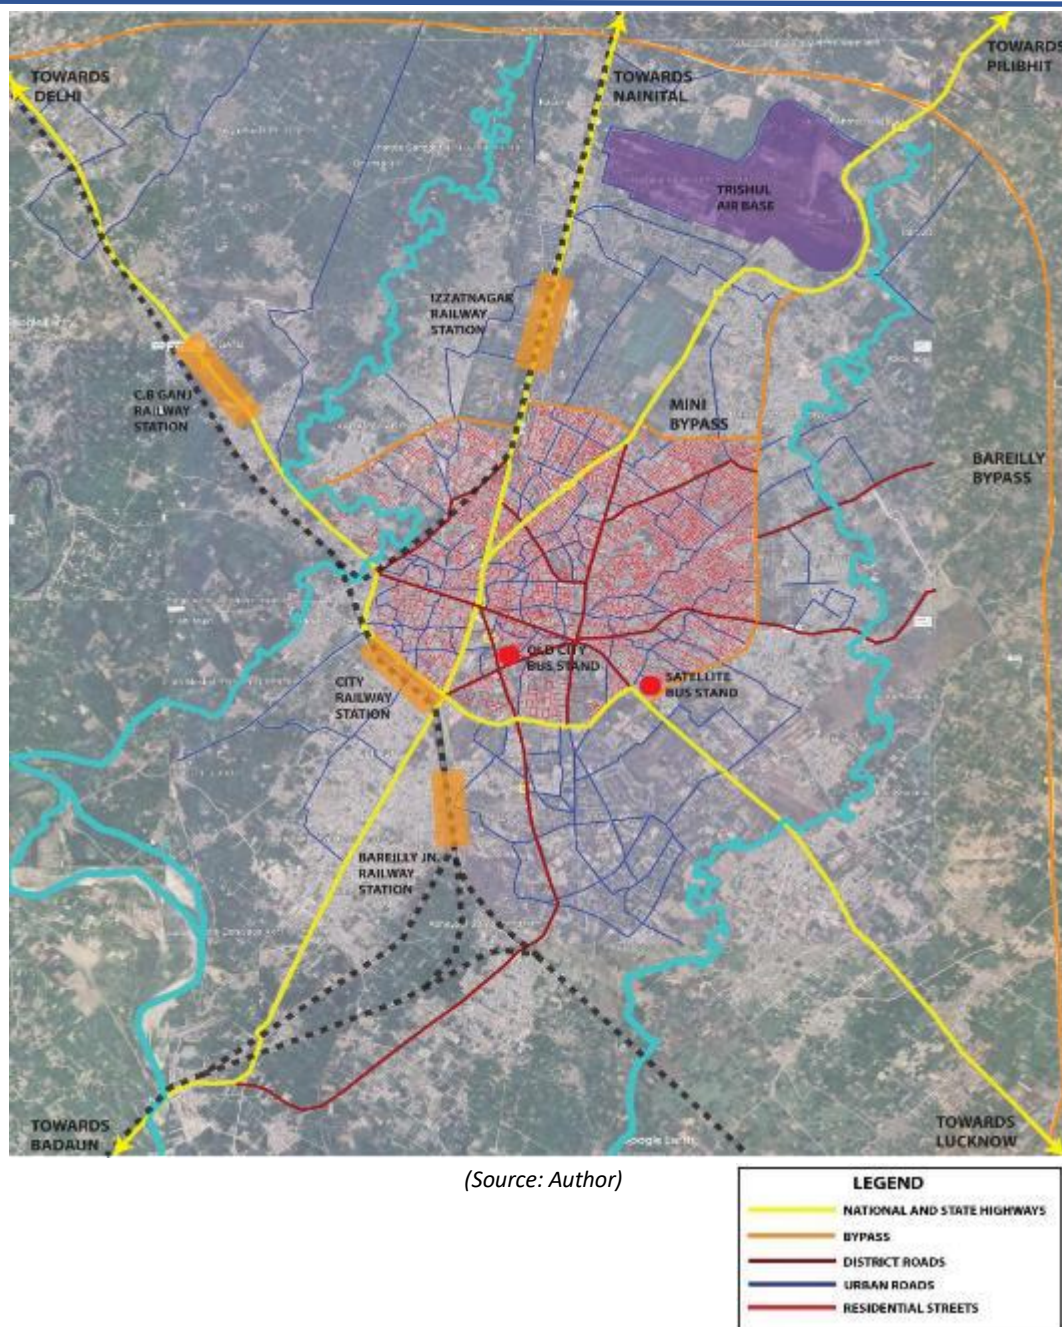 TOWARDS
DELHI
TOWARDS
NAINITAL
TOWARDS
PILIBHIT
TRISHUL
AIR BASE
IZZATNAGAR
RAILWAY
STATION
C.B GANJ
RAILWAY
STATION
MINI
BYPASS
BAREILLY
BYPASS
OLD CITY
BUS STAND
SATELLITE
BUS STAND
CITY
RAILWAY
STATION
BAREILLY JN.
RAILWAY
STATION
TOWARDS
BADAUN
TOWARDS
LUCKNOW
Google Earth
(Source: Author)
LEGEND
NATIONAL AND STATE HIGHWAYS
BYPASS
DISTRICT ROADS
URBAN ROADS
RESIDENTIAL STREETS